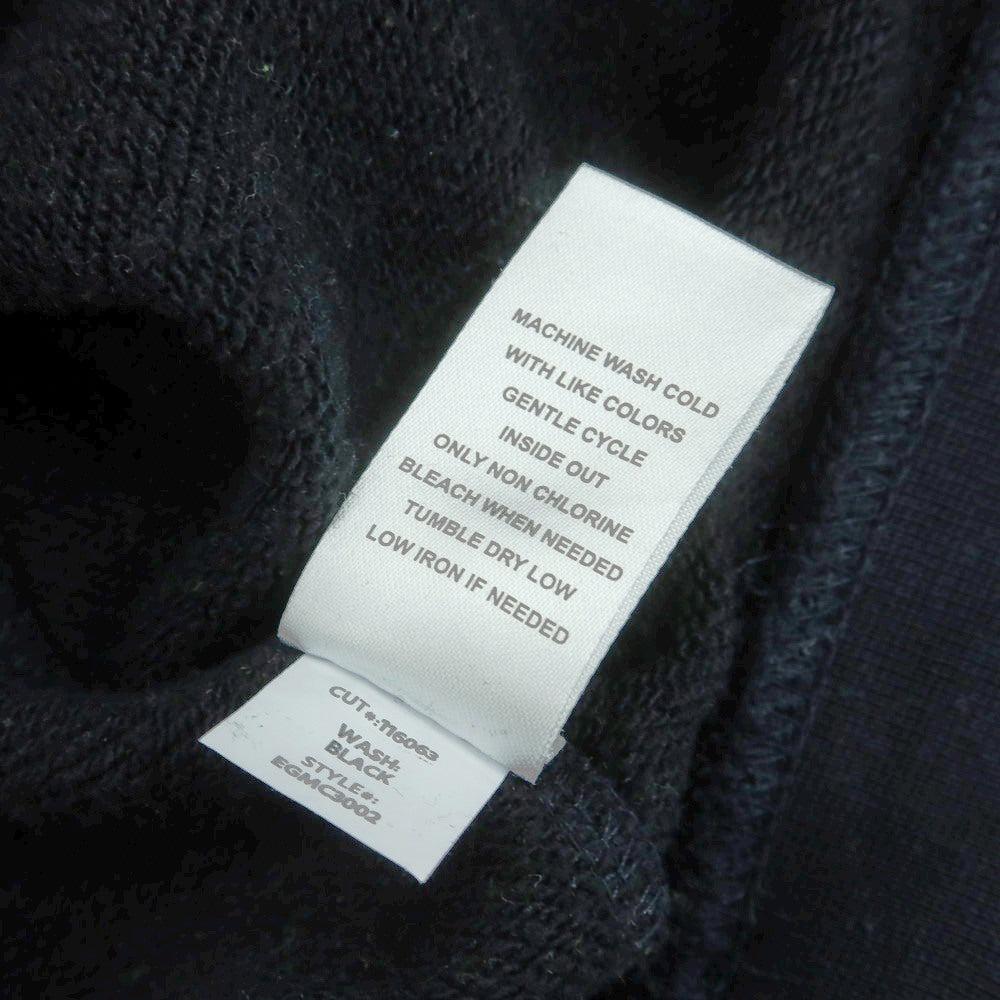 MACHINE WASH COLD
WITH LIKE COLORS
GENTLE CYCLE
INSIDE OUT
ONLY NON CHLORINE
BLEACH WHEN NEEDED
TUMBLE DRY LOW
LOW IRON IF NEEDED
CUT#:116063
WASH:
BLACK
STYLE#:
EGMC3002